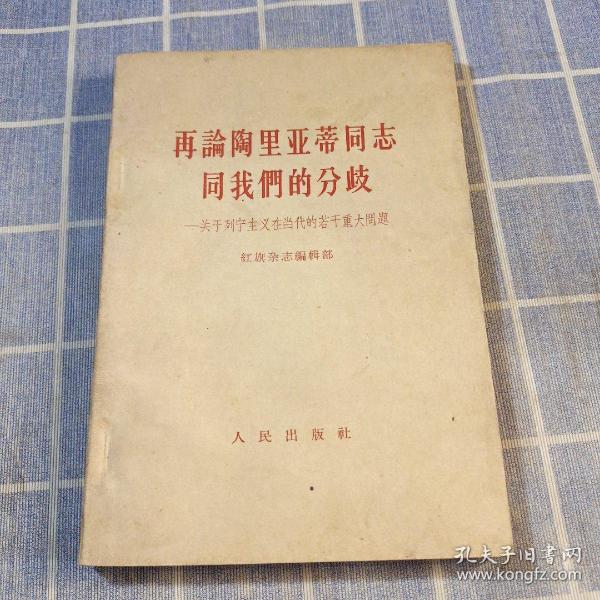 再論陶里亚蒂同志
同我們的分歧
—关于列宁主义在当代的若干重大問題
紅旗杂志編輯部
人民出版社
孔夫子旧書网
www.kongfz.com